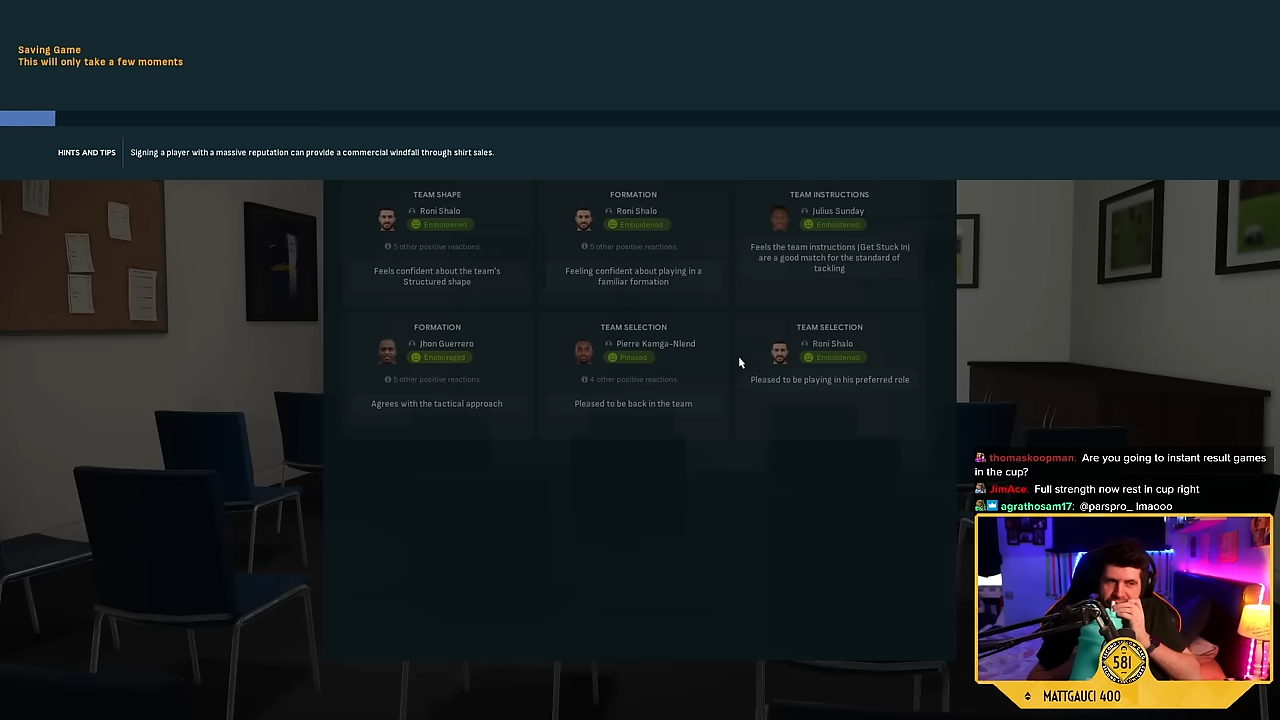 Saving Game
This will only take a few moments
HINTS AND TIPS
Signing a player with a massive reputation can provide a commercial windfall through shirt sales.
TEAM SHAPE
Roni Shalo
Emboldened
5 other positive reactions
Feels confident about the team's
Structured shape
FORMATION
Roni Shalo
Emboldened
5 other positive reactions
Feeling confident about playing in a
familiar formation
TEAM INSTRUCTIONS
Julius Sunday
Emboldened
Feels the team instructions (Get Stuck In)
are a good match for the standard of
tackling
FORMATION
Jhon Guerrero
Encouraged
5 other positive reactions
Agrees with the tactical approach
TEAM SELECTION
Pierre Kamga-Nlend
Pleased
4 other positive reactions
Pleased to be back in the team
TEAM SELECTION
Roni Shalo
Emboldened
Pleased to be playing in his preferred role
thomaskoopman: Are you going to instant result games
in the cup?
JimAce: Full strength now rest in cup right
agrathosam17: @parspro_ lmaooo
581
MATTGAUCI 400